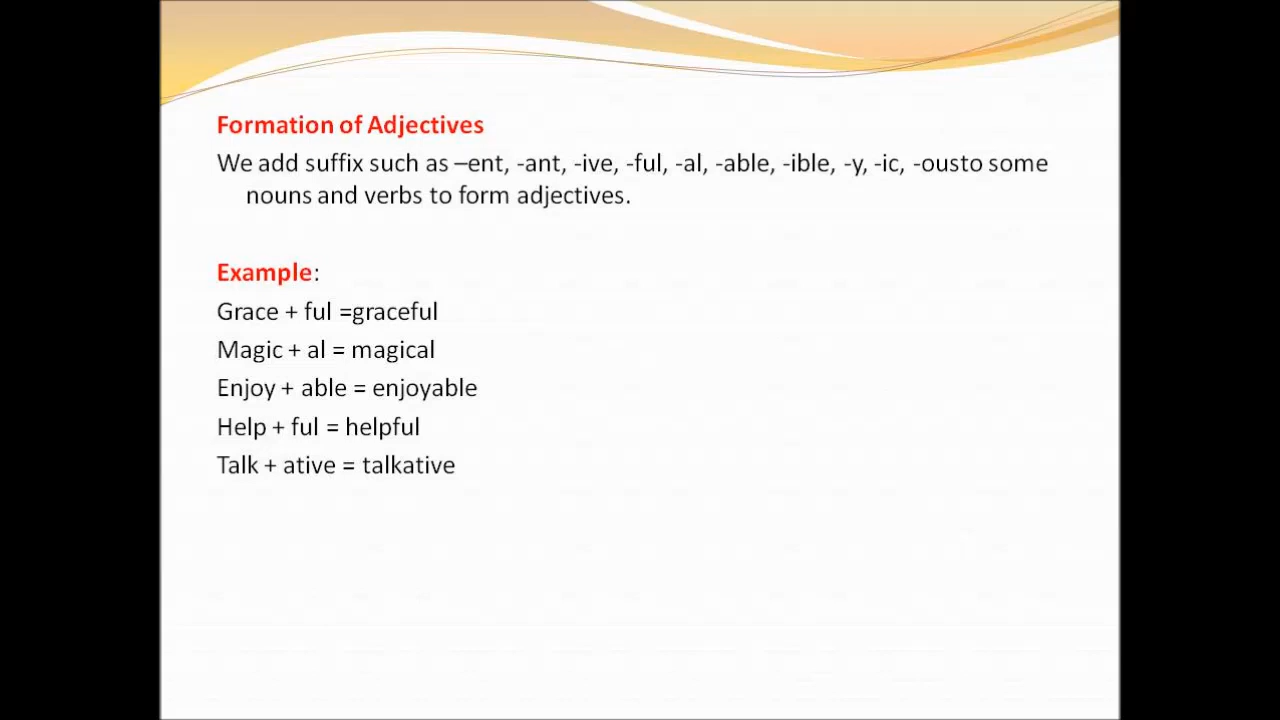 Formation of Adjectives
We add suffix such as –ent, -ant, -ive, -ful, -al, -able, -ible, -y, -ic, -ousto some
nouns and verbs to form adjectives.
Example:
Grace + ful =graceful
Magic + al = magical
Enjoy + able = enjoyable
Help + ful = helpful
Talk + ative = talkative